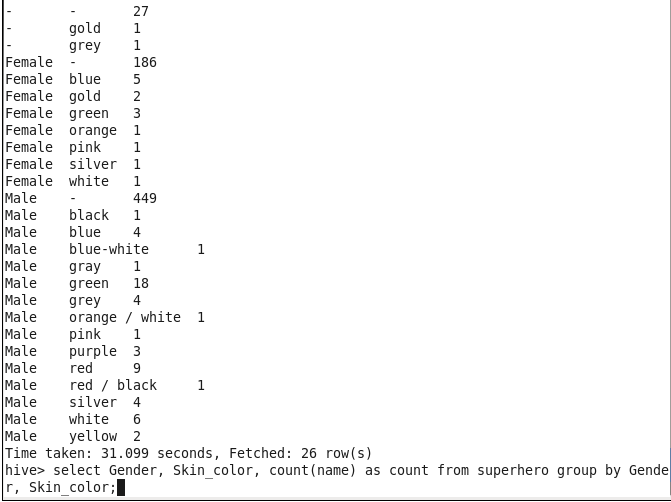 -       -       27
-       gold    1
-       grey    1
Female  -       186
Female  blue    5
Female  gold    2
Female  green   3
Female  orange  1
Female  pink    1
Female  silver  1
Female  white   1
Male    -       449
Male    black   1
Male    blue    4
Male    blue-white      1
Male    gray    1
Male    green   18
Male    grey    4
Male    orange / white  1
Male    pink    1
Male    purple  3
Male    red     9
Male    red / black     1
Male    silver  4
Male    white   6
Male    yellow  2
Time taken: 31.099 seconds, Fetched: 26 row(s)
hive> select Gender, Skin_color, count(name) as count from superhero group by Gende
r, Skin_color;